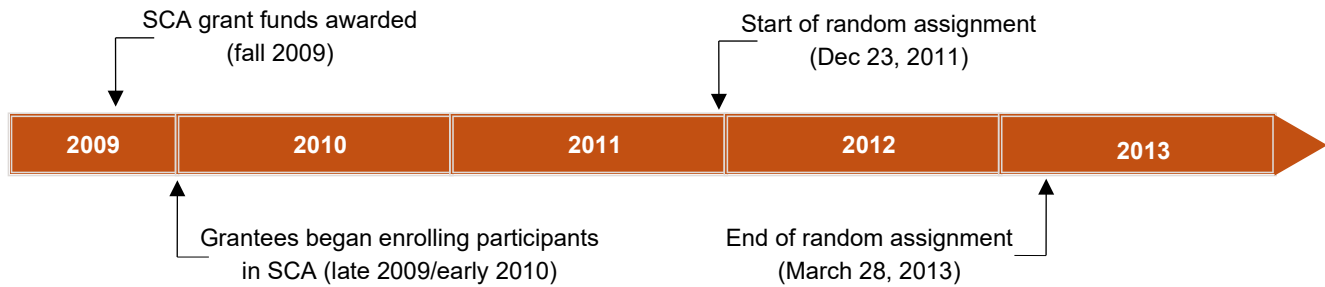 SCA grant funds awarded
(fall 2009)
Start of random assignment
(Dec 23, 2011)
2009
2010
2011
2012
2013
Grantees began enrolling participants
in SCA (late 2009/early 2010)
End of random assignment
(March 28, 2013)